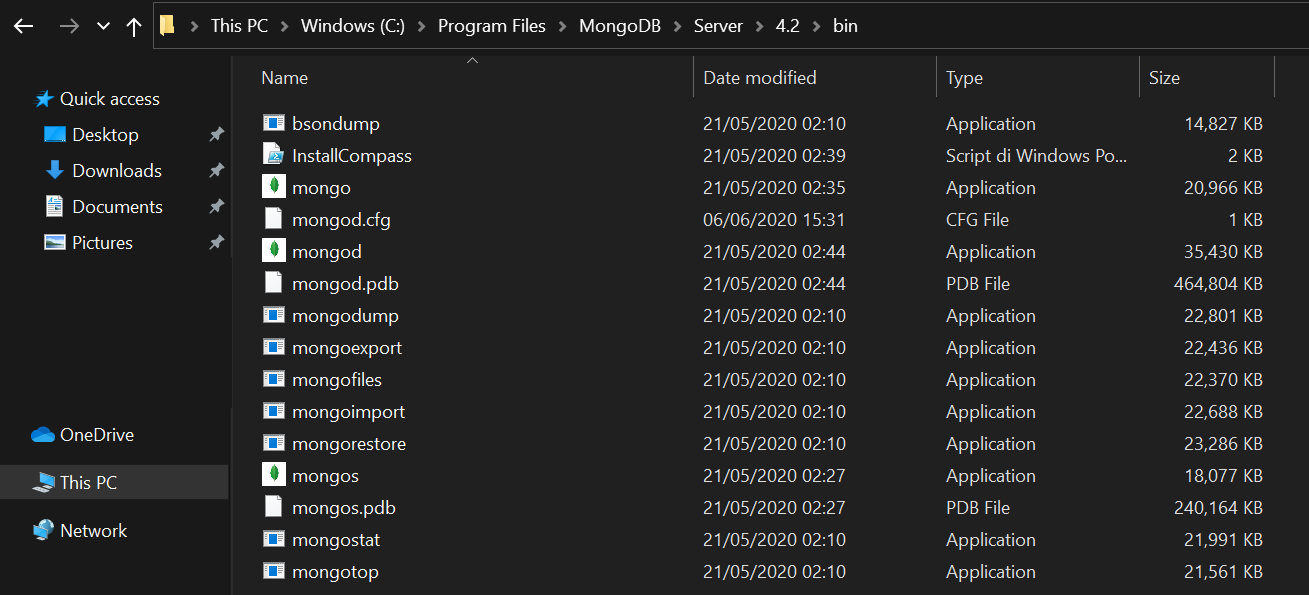 This PC Windows (C:) Program Files MongoDB Server 4.2 bin
Name Date modified Type Size
Quick access
Desktop
Downloads
Documents
Pictures
OneDrive
This PC
Network
bsondump 21/05/2020 02:10 Application 14,827 KB
InstallCompass 21/05/2020 02:39 Script di Windows Po... 2 KB
mongo 21/05/2020 02:35 Application 20,966 KB
mongod.cfg 06/06/2020 15:31 CFG File 1 KB
mongod 21/05/2020 02:44 Application 35,430 KB
mongod.pdb 21/05/2020 02:44 PDB File 464,804 KB
mongodump 21/05/2020 02:10 Application 22,801 KB
mongoexport 21/05/2020 02:10 Application 22,436 KB
mongofiles 21/05/2020 02:10 Application 22,370 KB
mongoimport 21/05/2020 02:10 Application 22,688 KB
mongorestore 21/05/2020 02:10 Application 23,286 KB
mongos 21/05/2020 02:27 Application 18,077 KB
mongos.pdb 21/05/2020 02:27 PDB File 240,164 KB
mongostat 21/05/2020 02:10 Application 21,991 KB
mongotop 21/05/2020 02:10 Application 21,561 KB